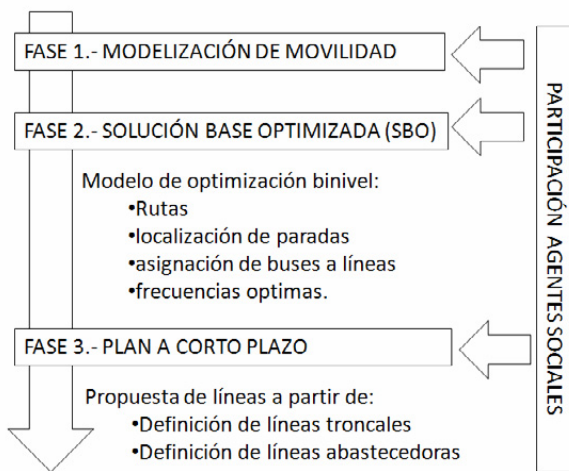 FASE 1.- MODELIZACIÓN DE MOVILIDAD
FASE 2.- SOLUCIÓN BASE OPTIMIZADA (SBO)
Modelo de optimización binivel:
•Rutas
•localización de paradas
•asignación de buses a líneas
•frecuencias optimas.
FASE 3.- PLAN A CORTO PLAZO
Propuesta de líneas a partir de:
•Definición de líneas troncales
•Definición de líneas abastecedoras
PARTICIPACIÓN AGENTES SOCIALES